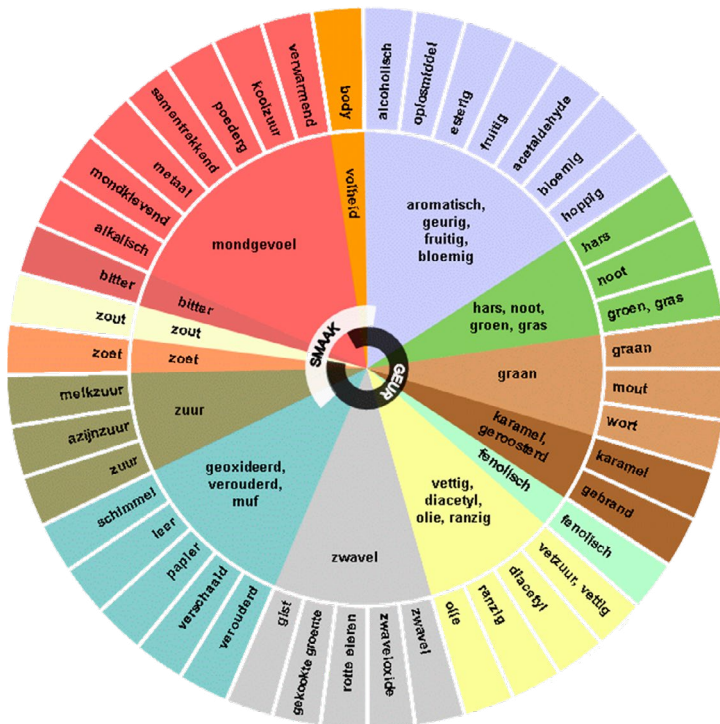 alcoholisch
oplosmiddel
esterig
fruitig
acetaldehyde
bloemig
hoppig
hars
noot
groen, gras
graan
mout
wort
karamel
gebrand
fenolisch
vetzuur, vettig
diacetyl
ranzig
olie
zwavel
zwaveloxide
rotte eieren
gekookte groente
gist
verouderd
verschaald
papier
leer
schimmel
zuur
azijnzuur
melkzuur
zoet
zout
bitter
alkalisch
mondklevend
metaal
samentrekkend
poederg
koolzuur
verwarmend
body
volheid
aromatisch,
geurig,
fruitig,
bloemig
hars, noot,
groen, gras
graan
karamel,
geroosterd
fenolisch
vettig,
diacetyl,
olie, ranzig
zwavel
geoxideerd,
verouderd,
muf
zuur
zoet
zout
bitter
mondgevoel
SMAAK
GEUR